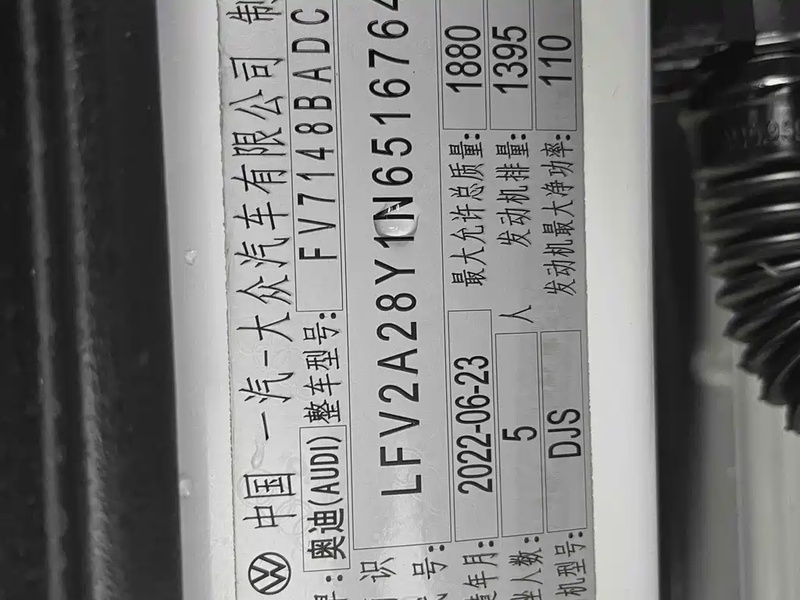 中国 一汽-大众汽车有限公司 制
奥迪(AUDI) 整车型号: FV7148BADC
识
号: LFV2A28Y1N6516764
年月: 2022-06-23 最大允许总质量: 1880
人数: 5 人 发动机排量: 1395
机型号: DJS 发动机最大净功率: 110